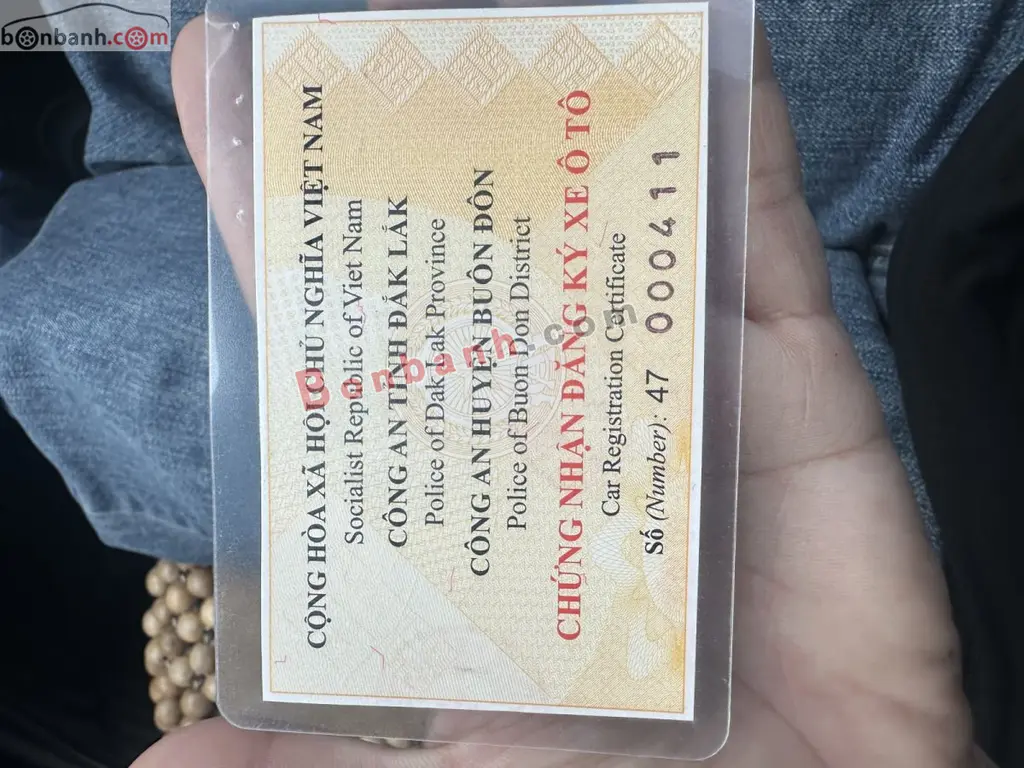 bonbanh.com
CỘNG HÒA XÃ HỘI CHỦ NGHĨA VIỆT NAM
Socialist Republic of Viet Nam
CÔNG AN TỈNH ĐẮK LẮK
Police of Dak Lak Province
CÔNG AN HUYỆN BUÔN ĐÔN
Police of Buon Don District
Bonbanh.com
CHỨNG NHẬN ĐĂNG KÝ XE Ô TÔ
Car Registration Certificate
Số (Number): 47 000411